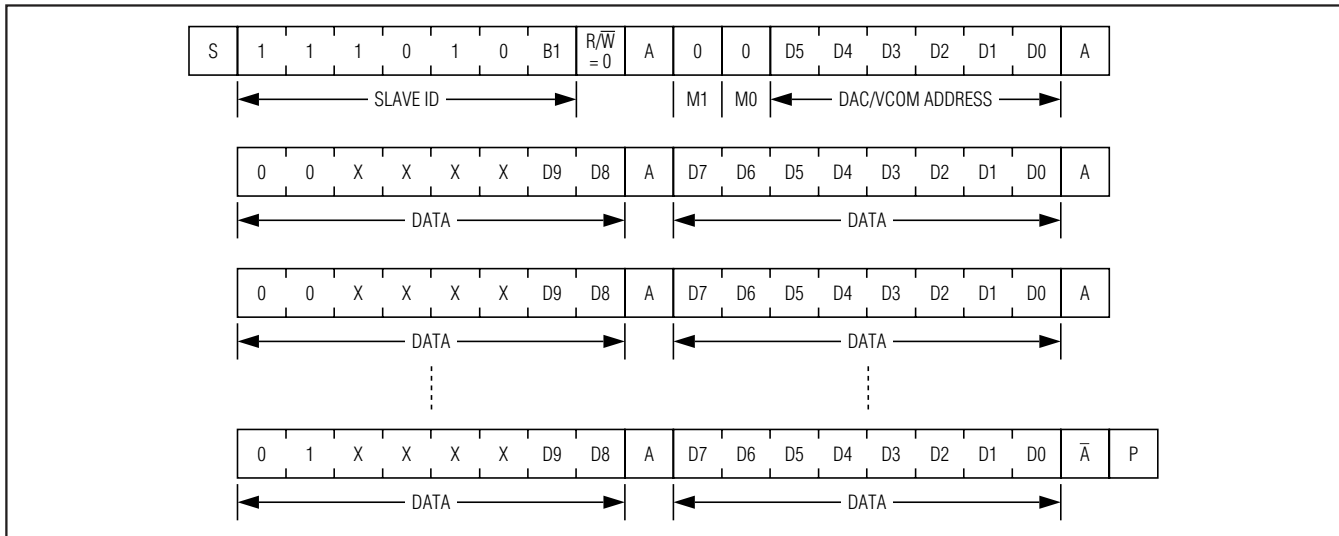 S 1 1 1 0 1 0 B1 R/W̅ = 0 A 0 0 D5 D4 D3 D2 D1 D0 A
SLAVE ID M1 M0 DAC/VCOM ADDRESS
0 0 X X X X D9 D8 A D7 D6 D5 D4 D3 D2 D1 D0 A
DATA DATA
0 0 X X X X D9 D8 A D7 D6 D5 D4 D3 D2 D1 D0 A
DATA DATA
0 1 X X X X D9 D8 A D7 D6 D5 D4 D3 D2 D1 D0 A̅ P
DATA DATA